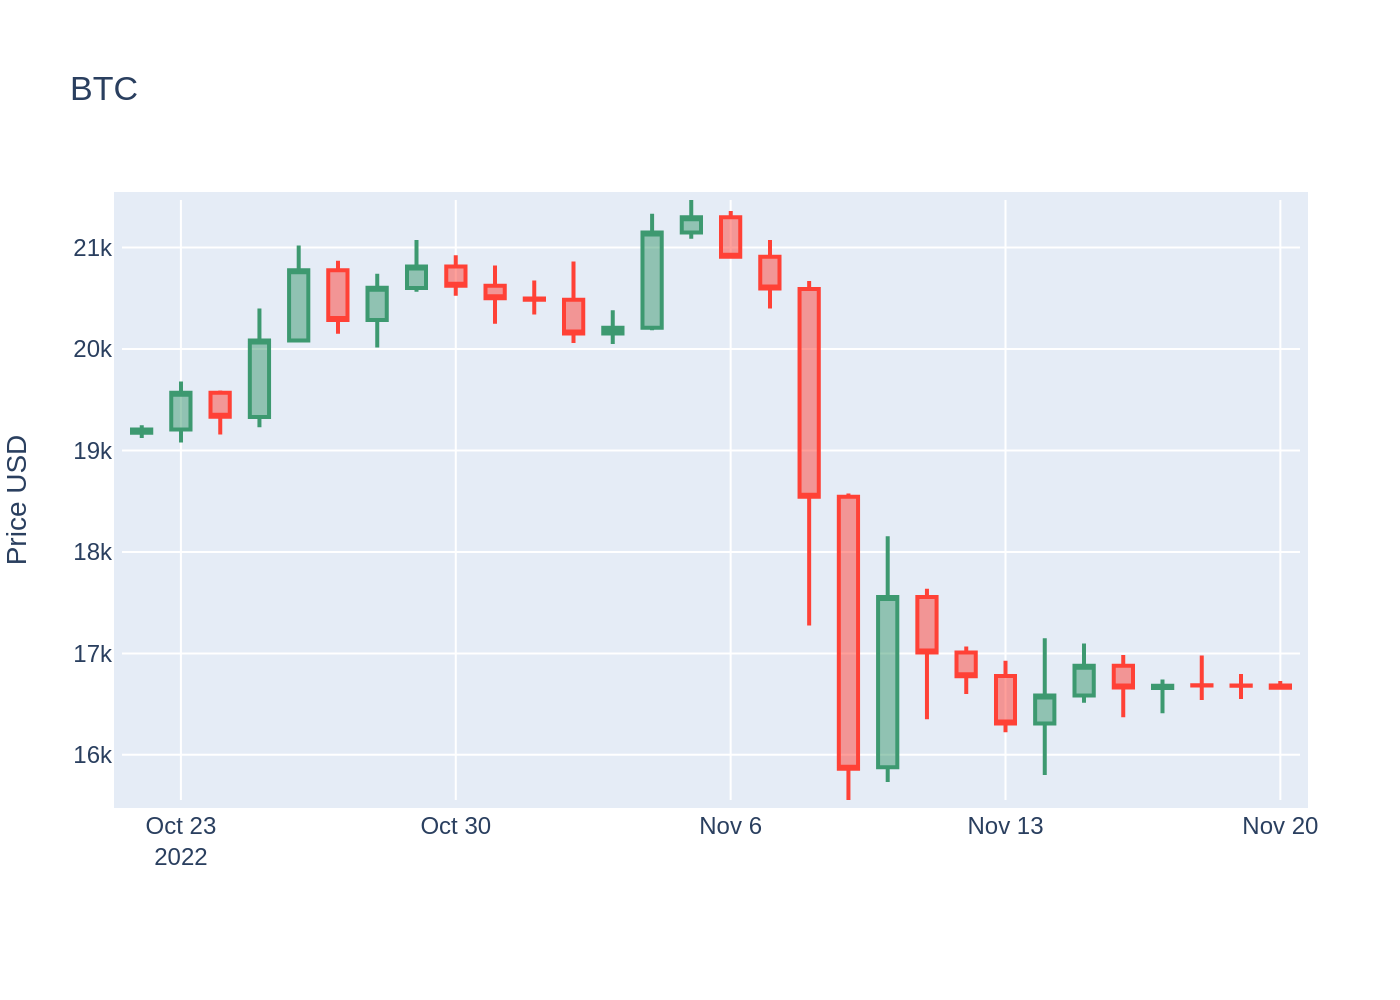 BTC
Price USD
21k
20k
19k
18k
17k
16k
Oct 23
2022
Oct 30
Nov 6
Nov 13
Nov 20